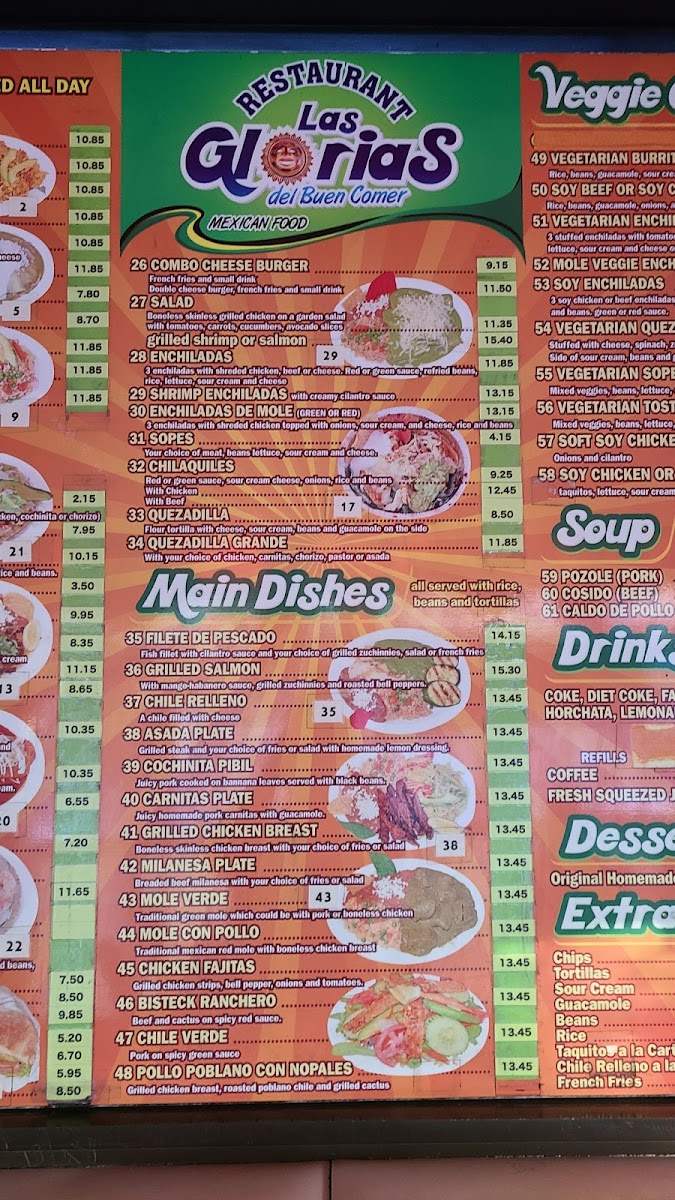 D ALL DAY
10.85
10.85
10.85
10.85
10.85
11.85
7.80
8.70
11.85
11.85
11.85
2
5
9
2.15
ken, cochinita or chorizo)
7.95
21
10.15
ice and beans.
3.50
9.95
8.35
cream
11.15
13
8.65
10.35
10.35
6.55
20
7.20
11.65
22
d beans,
7.50
8.50
9.85
5.20
6.70
5.95
8.50
RESTAURANT
Las
GloriaS
del Buen Comer
MEXICAN FOOD
26 COMBO CHEESE BURGER 9.15
French fries and small drink
Double cheese burger, french fries and small drink 11.50
27 SALAD
Boneless skinless grilled chicken on a garden salad
with tomatoes, carrots, cucumbers, avocado slices 11.35
grilled shrimp or salmon 15.40
28 ENCHILADAS 11.85
29
3 enchiladas with shreded chicken, beef or cheese. Red or green sauce, refried beans,
rice, lettuce, sour cream and cheese
29 SHRIMP ENCHILADAS with creamy cilantro sauce 13.15
30 ENCHILADAS DE MOLE (GREEN OR RED) 13.15
3 enchiladas with shreded chicken topped with onions, sour cream, and cheese, rice and beans
31 SOPES 4.15
Your choice of meat, beans lettuce, sour cream and cheese.
32 CHILAQUILES
Red or green sauce, sour cream cheese, onions, rice and beans 9.25
With Chicken 12.45
With Beef
17
33 QUEZADILLA 8.50
Flour tortilla with cheese, sour cream, beans and guacamole on the side
34 QUEZADILLA GRANDE 11.85
With your choice of chicken, carnitas, chorizo, pastor or asada
Main Dishes
all served with rice,
beans and tortillas
35 FILETE DE PESCADO 14.15
Fish fillet with cilantro sauce and your choice of grilled zuchinnies, salad or french fries
36 GRILLED SALMON 15.30
With mango-habanero sauce, grilled zuchinnies and roasted bell peppers.
37 CHILE RELLENO 13.45
35
A chile filled with cheese
38 ASADA PLATE 13.45
Grilled steak and your choice of fries or salad with homemade lemon dressing.
39 COCHINITA PIBIL 13.45
Juicy pork cooked on bannana leaves served with black beans.
40 CARNITAS PLATE 13.45
Juicy homemade pork carnitas with guacamole.
41 GRILLED CHICKEN BREAST 13.45
Boneless skinless chicken breast with your choice of fries or salad
38
42 MILANESA PLATE 13.45
Breaded beef milanesa with your choice of fries or salad
43 MOLE VERDE 13.45
43
Traditional green mole which could be with pork or boneless chicken
44 MOLE CON POLLO 13.45
Traditional mexican red mole with boneless chicken breast
45 CHICKEN FAJITAS 13.45
Grilled chicken strips, bell pepper, onions and tomatoes.
46 BISTECK RANCHERO 13.45
Beef and cactus on spicy red sauce.
47 CHILE VERDE 13.45
Pork on spicy green sauce
48 POLLO POBLANO CON NOPALES 13.45
Grilled chicken breast, roasted poblano chile and grilled cactus
Veggie
49 VEGETARIAN BURRIT
Rice, beans, guacamole, sour cre
50 SOY BEEF OR SOY C
Rice, beans, guacamole, onions, a
51 VEGETARIAN ENCHI
3 stuffed enchiladas with tomatoe
lettuce, sour cream and cheese o
52 MOLE VEGGIE ENCH
53 SOY ENCHILADAS
3 soy chicken or beef enchiladas
and beans. green or red sauce.
54 VEGETARIAN QUEZ
Stuffed with cheese, spinach, z
Side of sour cream, beans and g
55 VEGETARIAN SOPE
Mixed veggies, beans, lettuce,
56 VEGETARIAN TOST
Mixed veggies, beans, lettuce,
57 SOFT SOY CHICKE
Onions and cilantro
58 SOY CHICKEN OR
taquitos, lettuce, sour cream
Soup
59 POZOLE (PORK)
60 COSIDO (BEEF)
61 CALDO DE POLLO
Drink
COKE, DIET COKE, FA
HORCHATA, LEMONA
REFILLS
COFFEE
FRESH SQUEEZED J
Desse
Original Homemade
Extra
Chips
Tortillas
Sour Cream
Guacamole
Beans
Rice
Taquitos a la Cart
Chile Relleno a la
French Fries